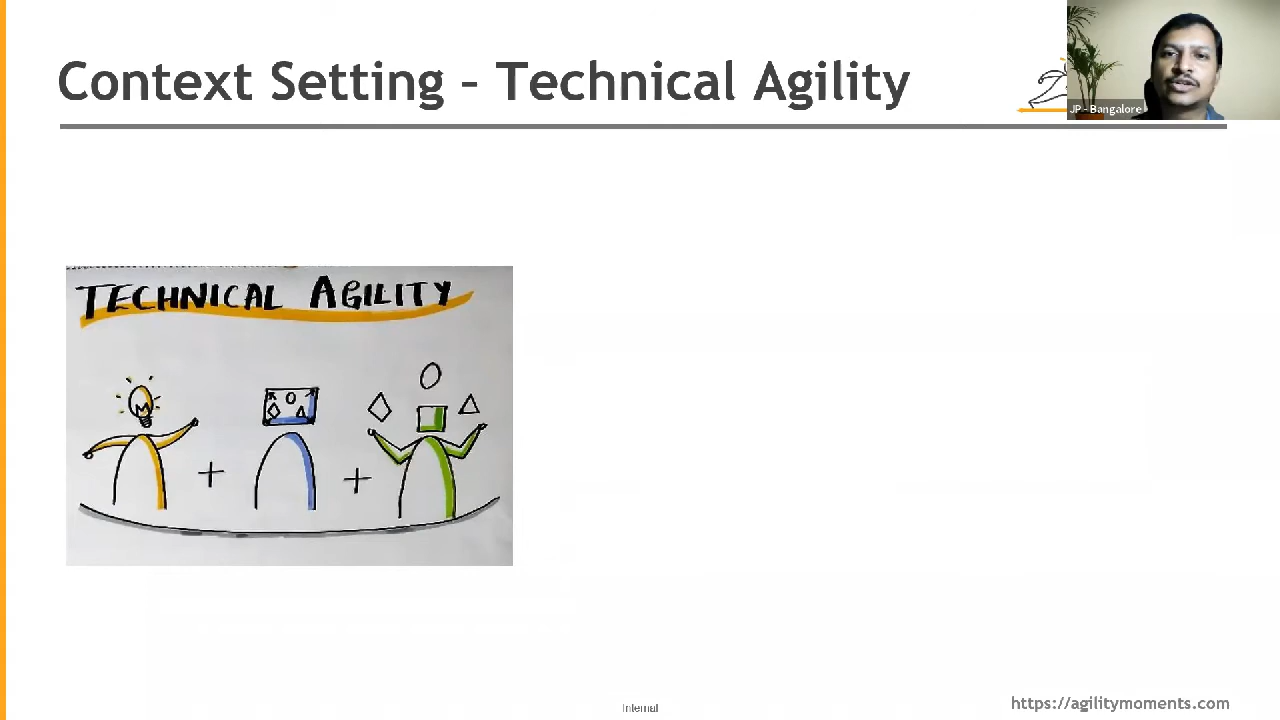 Context Setting – Technical Agility
JP - Bangalore
TECHNICAL AGILITY
+ +
Internal
https://agilitymoments.com